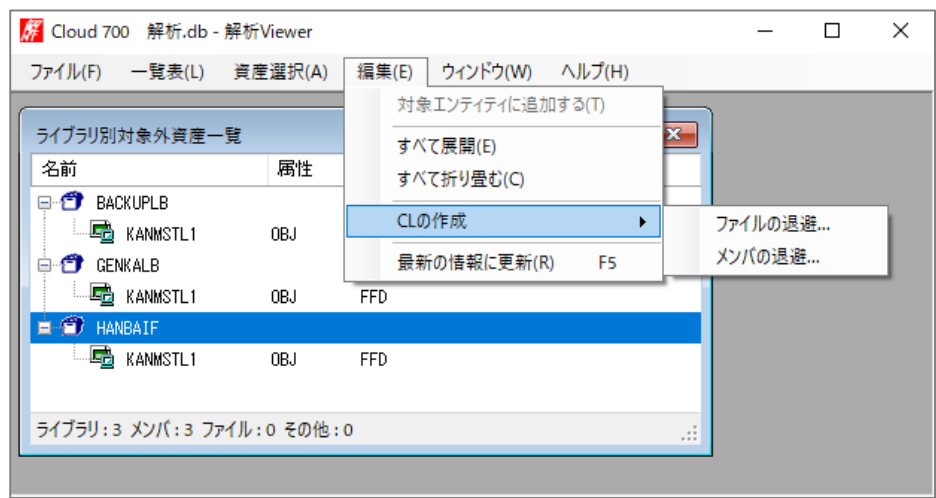 Cloud 700 解析.db - 解析Viewer
ファイル(F) 一覧表(L) 資産選択(A) 編集(E) ウィンドウ(W) ヘルプ(H)
対象エンティティに追加する(T)
すべて展開(E)
すべて折り畳む(C)
CLの作成
最新の情報に更新(R) F5
ファイルの退避...
メンバの退避...
ライブラリ別対象外資産一覧
名前 属性
BACKUPLB
KANMSTL1 OBJ
GENKALB
KANMSTL1 OBJ FFD
HANBAIF
KANMSTL1 OBJ FFD
ライブラリ:3 メンバ:3 ファイル:0 その他:0